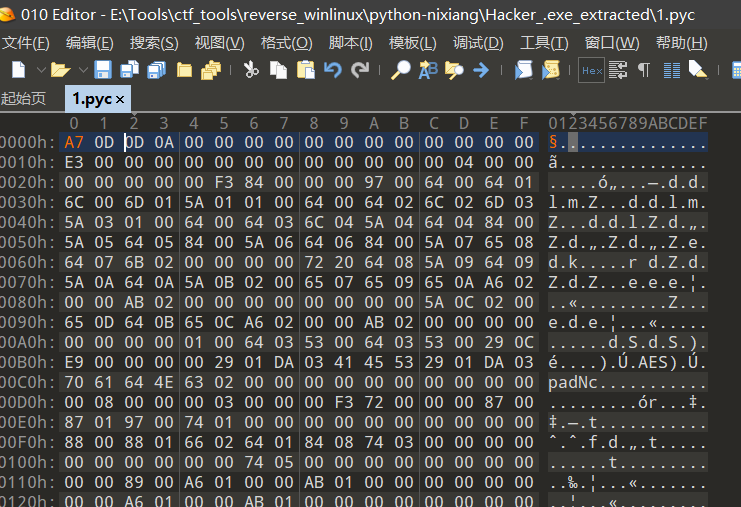 010 Editor - E:\Tools\ctf_tools\reverse_winlinux\python-nixiang\Hacker_.exe_extracted\1.pyc
文件(F) 编辑(E) 搜索(S) 视图(V) 格式(O) 脚本(I) 模板(L) 调试(D) 工具(T) 窗口(W) 帮助(H)
Hex
起始页 1.pyc ×
0 1 2 3 4 5 6 7 8 9 A B C D E F 0123456789ABCDEF
0000h: A7 0D 0D 0A 00 00 00 00 00 00 00 00 00 00 00 00 §...............
0010h: E3 00 00 00 00 00 00 00 00 00 00 00 00 04 00 00 ã...............
0020h: 00 00 00 00 00 F3 84 00 00 00 97 00 64 00 64 01 .....ó„...—.d.d.
0030h: 6C 00 6D 01 5A 01 01 00 64 00 64 02 6C 02 6D 03 l.m.Z...d.d.l.m.
0040h: 5A 03 01 00 64 00 64 03 6C 04 5A 04 64 04 84 00 Z...d.d.l.Z.d.„.
0050h: 5A 05 64 05 84 00 5A 06 64 06 84 00 5A 07 65 08 Z.d.„.Z.d.„.Z.e.
0060h: 64 07 6B 02 00 00 00 00 72 20 64 08 5A 09 64 09 d.k.....r d.Z.d.
0070h: 5A 0A 64 0A 5A 0B 02 00 65 07 65 09 65 0A A6 02 Z.d.Z...e.e.e.¦.
0080h: 00 00 AB 02 00 00 00 00 00 00 00 00 5A 0C 02 00 ..«.........Z...
0090h: 65 0D 64 0B 65 0C A6 02 00 00 AB 02 00 00 00 00 e.d.e.¦...«.....
00A0h: 00 00 00 00 01 00 64 03 53 00 64 03 53 00 29 0C ......d.S.d.S.).
00B0h: E9 00 00 00 00 29 01 DA 03 41 45 53 29 01 DA 03 é....).Ú.AES).Ú.
00C0h: 70 61 64 4E 63 02 00 00 00 00 00 00 00 00 00 00 padNc...........
00D0h: 00 08 00 00 00 03 00 00 00 F3 72 00 00 00 87 00 .........ór...‡.
00E0h: 87 01 97 00 74 01 00 00 00 00 00 00 00 00 00 00 ‡.—.t...........
00F0h: 88 00 88 01 66 02 64 01 84 08 74 03 00 00 00 00 ˆ.ˆ.f.d.„.t.....
0100h: 00 00 00 00 00 00 74 05 00 00 00 00 00 00 00 00 ......t.........
0110h: 00 00 89 00 A6 01 00 00 AB 01 00 00 00 00 00 00 ..‰.¦...«.......
0120h: 00 00 A6 01 00 00 AB 01 00 00 00 00 00 00 00 00 ..¦...«.........